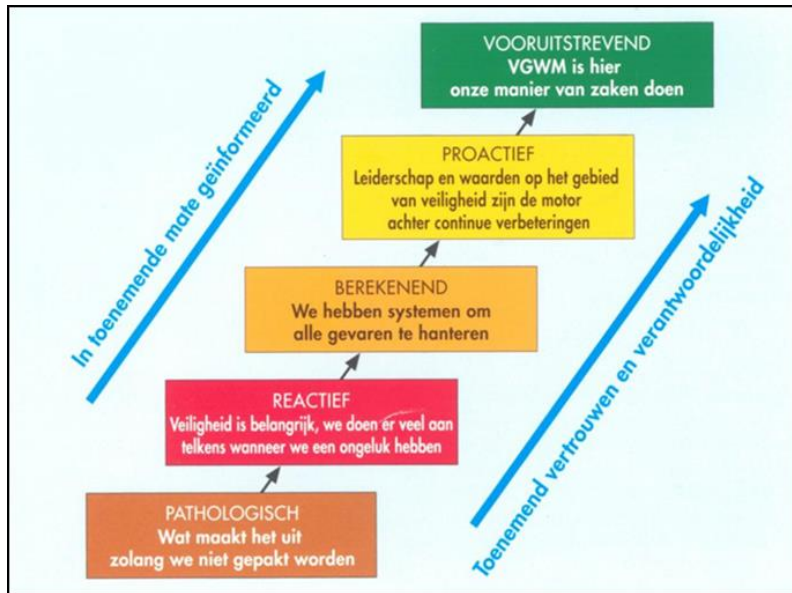 VOORUITSTREVEND
VGWM is hier
onze manier van zaken doen
In toenemende mate geïnformeerd
PROACTIEF
Leiderschap en waarden op het gebied
van veiligheid zijn de motor
achter continue verbeteringen
BEREKENEND
We hebben systemen om
alle gevaren te hanteren
Toenemend vertrouwen en verantwoordelijkheid
REACTIEF
Veiligheid is belangrijk, we doen er veel aan
telkens wanneer we een ongeluk hebben
PATHOLOGISCH
Wat maakt het uit
zolang we niet gepakt worden